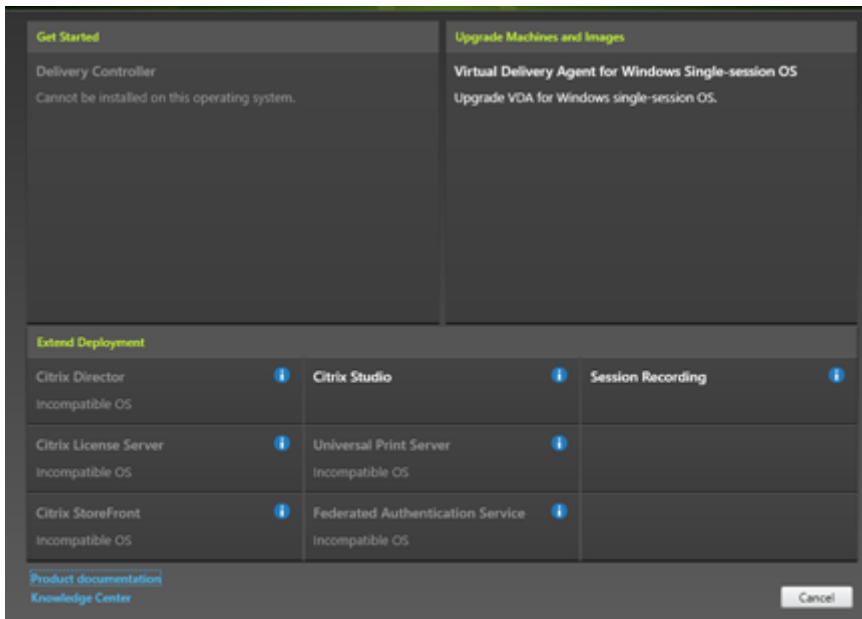 Get Started
Delivery Controller
Cannot be installed on this operating system.
Upgrade Machines and Images
Virtual Delivery Agent for Windows Single-session OS
Upgrade VDA for Windows single-session OS.
Extend Deployment
Citrix Director
Incompatible OS
Citrix Studio
Session Recording
Citrix License Server
Incompatible OS
Universal Print Server
Incompatible OS
Citrix StoreFront
Incompatible OS
Federated Authentication Service
Incompatible OS
Product documentation
Knowledge Center
Cancel